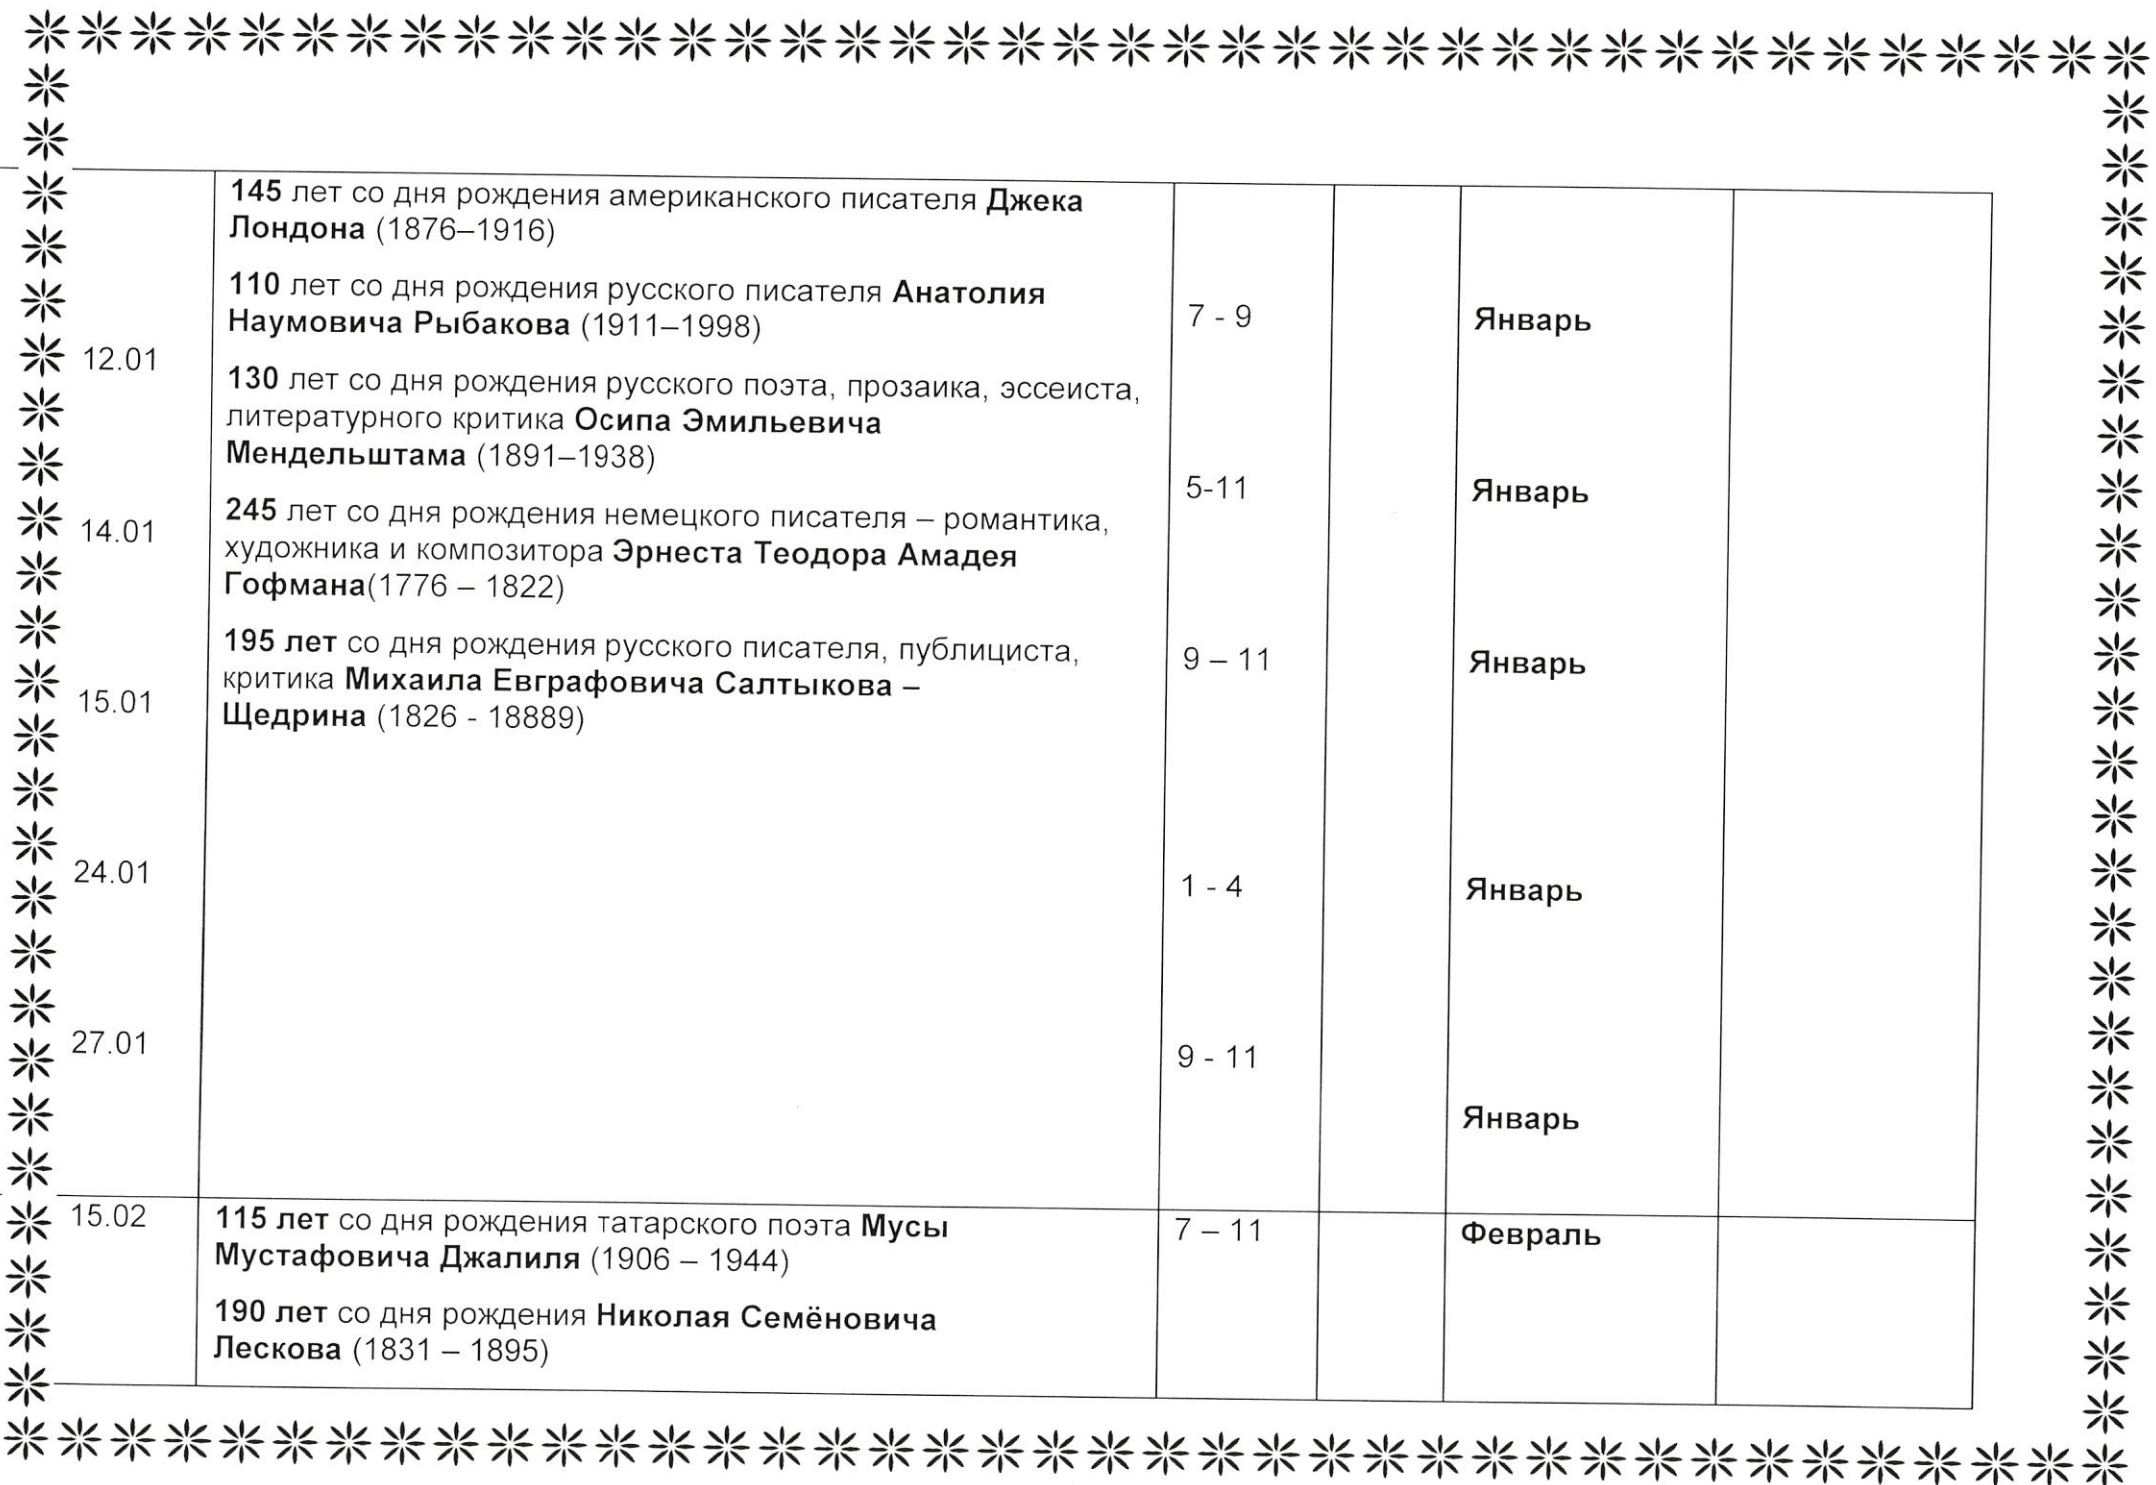 145 лет со дня рождения американского писателя Джека
Лондона (1876–1916)
110 лет со дня рождения русского писателя Анатолия
Наумовича Рыбакова (1911–1998)
7 - 9
Январь
12.01
130 лет со дня рождения русского поэта, прозаика, эссеиста,
литературного критика Осипа Эмильевича
Мендельштама (1891–1938)
5-11
Январь
14.01
245 лет со дня рождения немецкого писателя – романтика,
художника и композитора Эрнеста Теодора Амадея
Гофмана(1776 – 1822)
195 лет со дня рождения русского писателя, публициста,
критика Михаила Евграфовича Салтыкова –
Щедрина (1826 - 18889)
9 – 11
Январь
15.01
24.01
1 - 4
Январь
27.01
9 - 11
Январь
15.02
115 лет со дня рождения татарского поэта Мусы
Мустафовича Джалиля (1906 – 1944)
7 – 11
Февраль
190 лет со дня рождения Николая Семёновича
Лескова (1831 – 1895)